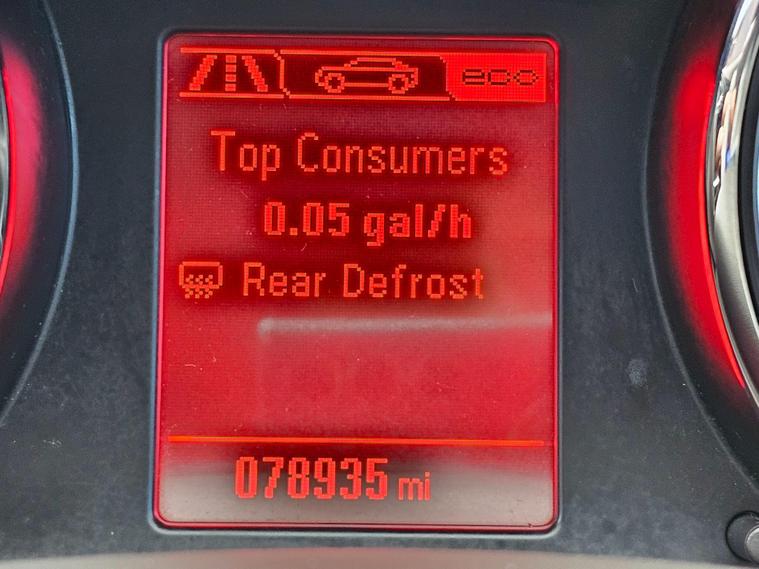 eco
Top Consumers
0.05 gal/h
Rear Defrost
078935 mi